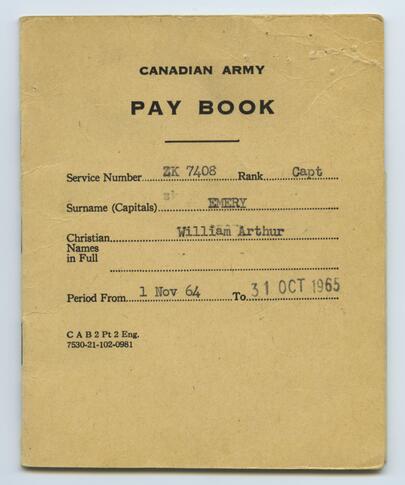 CANADIAN ARMY
PAY BOOK
Service Number ZK 7408 Rank Capt
Surname (Capitals) EMERY
Christian William Arthur
Names
in Full
Period From 1 Nov 64 To 31 OCT 1965
C A B 2 Pt 2 Eng.
7530-21-102-0981